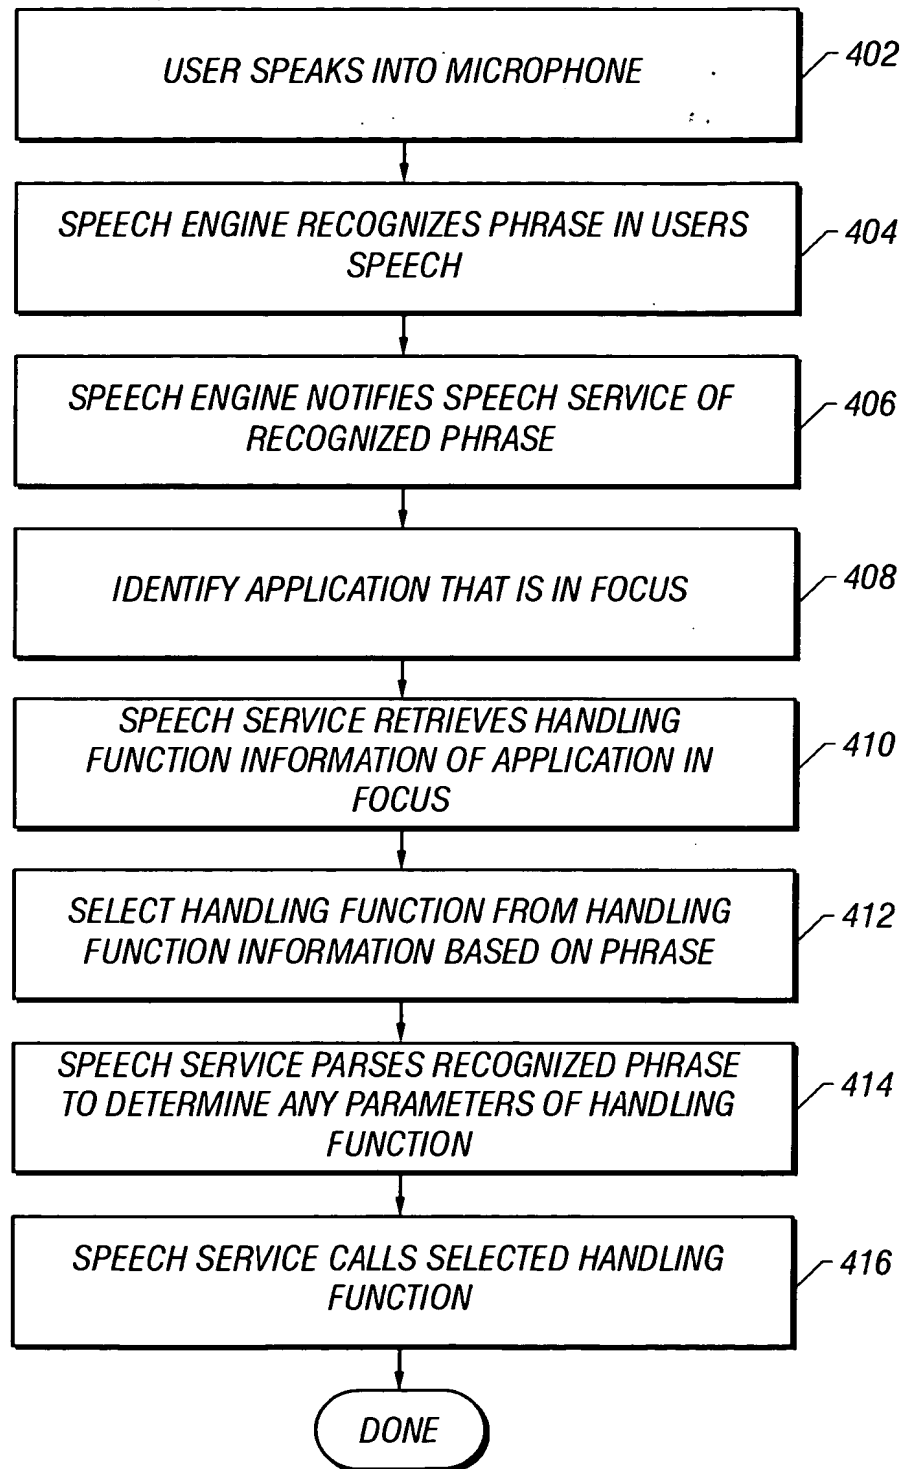 USER SPEAKS INTO MICROPHONE
402
SPEECH ENGINE RECOGNIZES PHRASE IN USERS
SPEECH
404
SPEECH ENGINE NOTIFIES SPEECH SERVICE OF
RECOGNIZED PHRASE
406
IDENTIFY APPLICATION THAT IS IN FOCUS
408
SPEECH SERVICE RETRIEVES HANDLING
FUNCTION INFORMATION OF APPLICATION IN
FOCUS
410
SELECT HANDLING FUNCTION FROM HANDLING
FUNCTION INFORMATION BASED ON PHRASE
412
SPEECH SERVICE PARSES RECOGNIZED PHRASE
TO DETERMINE ANY PARAMETERS OF HANDLING
FUNCTION
414
SPEECH SERVICE CALLS SELECTED HANDLING
FUNCTION
416
DONE